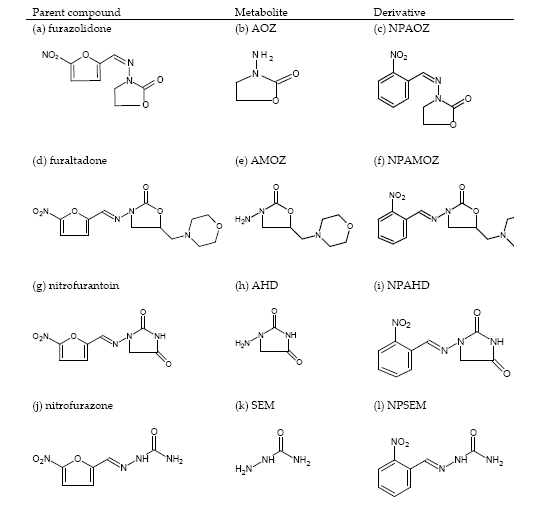 Parent compound Metabolite Derivative
(a) furazolidone (b) AOZ (c) NPAOZ
NO2 O N N O O
NH2 N O O
NO2 N N O O
(d) furaltadone (e) AMOZ (f) NPAMOZ
O2N O N N O O N O
H2N N O O N O
NO2 N N O O N
(g) nitrofurantoin (h) AHD (i) NPAHD
O2N O N N O NH O
H2N N O NH O
NO2 N N O NH O
(j) nitrofurazone (k) SEM (l) NPSEM
O2N O N NH O NH2
H2N NH O NH2
NO2 N NH O NH2